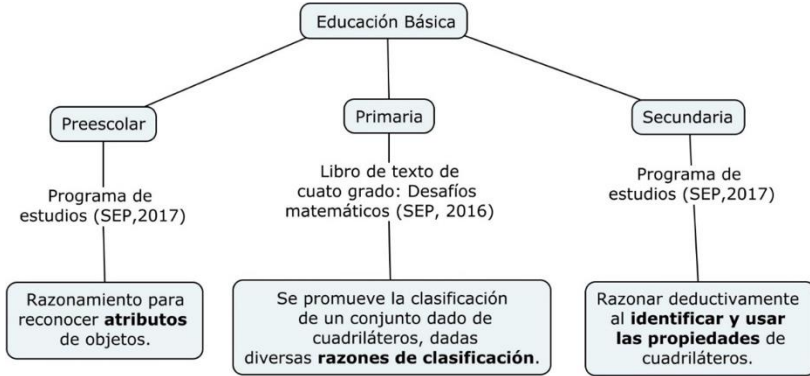 Educación Básica
Preescolar
Primaria
Secundaria
Programa de
estudios (SEP,2017)
Libro de texto de
cuato grado: Desafíos
matemáticos (SEP, 2016)
Programa de
estudios (SEP,2017)
Razonamiento para
reconocer atributos
de objetos.
Se promueve la clasificación
de un conjunto dado de
cuadriláteros, dadas
diversas razones de clasificación.
Razonar deductivamente
al identificar y usar
las propiedades de
cuadriláteros.